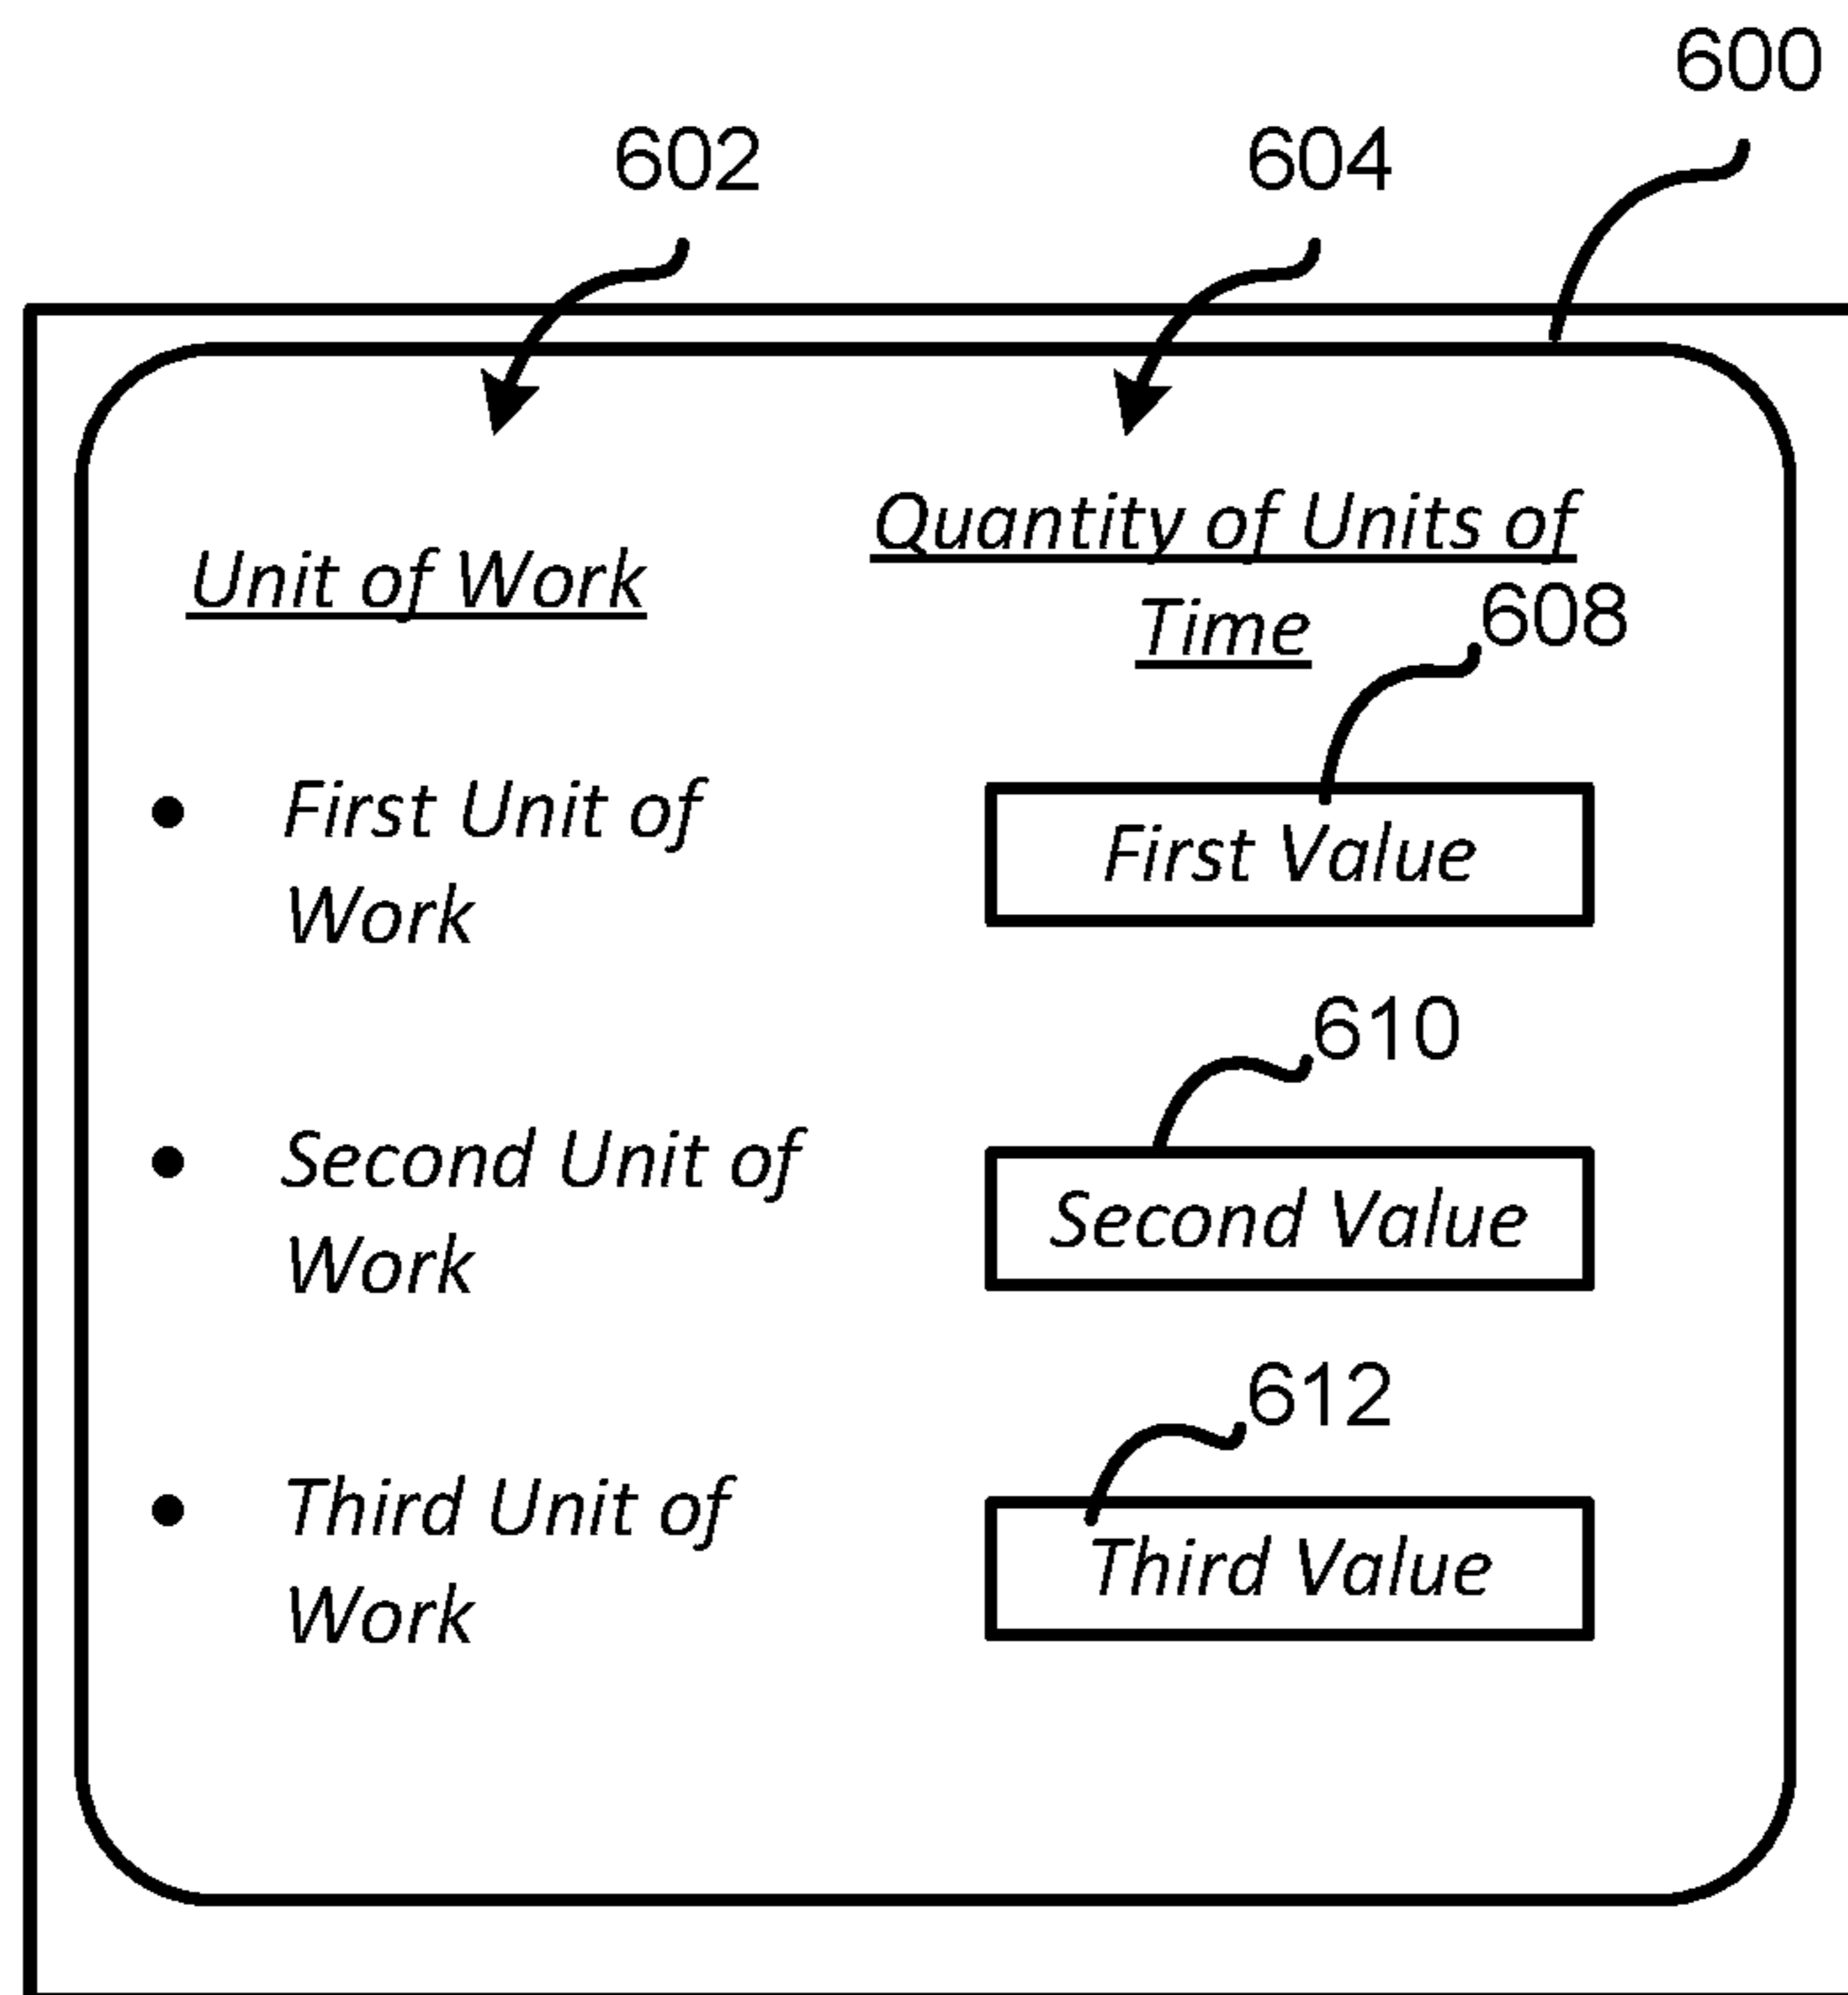 600
602
604
Unit of Work
Quantity of Units of
Time
608
First Unit of
Work
First Value
610
Second Unit of
Work
Second Value
612
Third Unit of
Work
Third Value